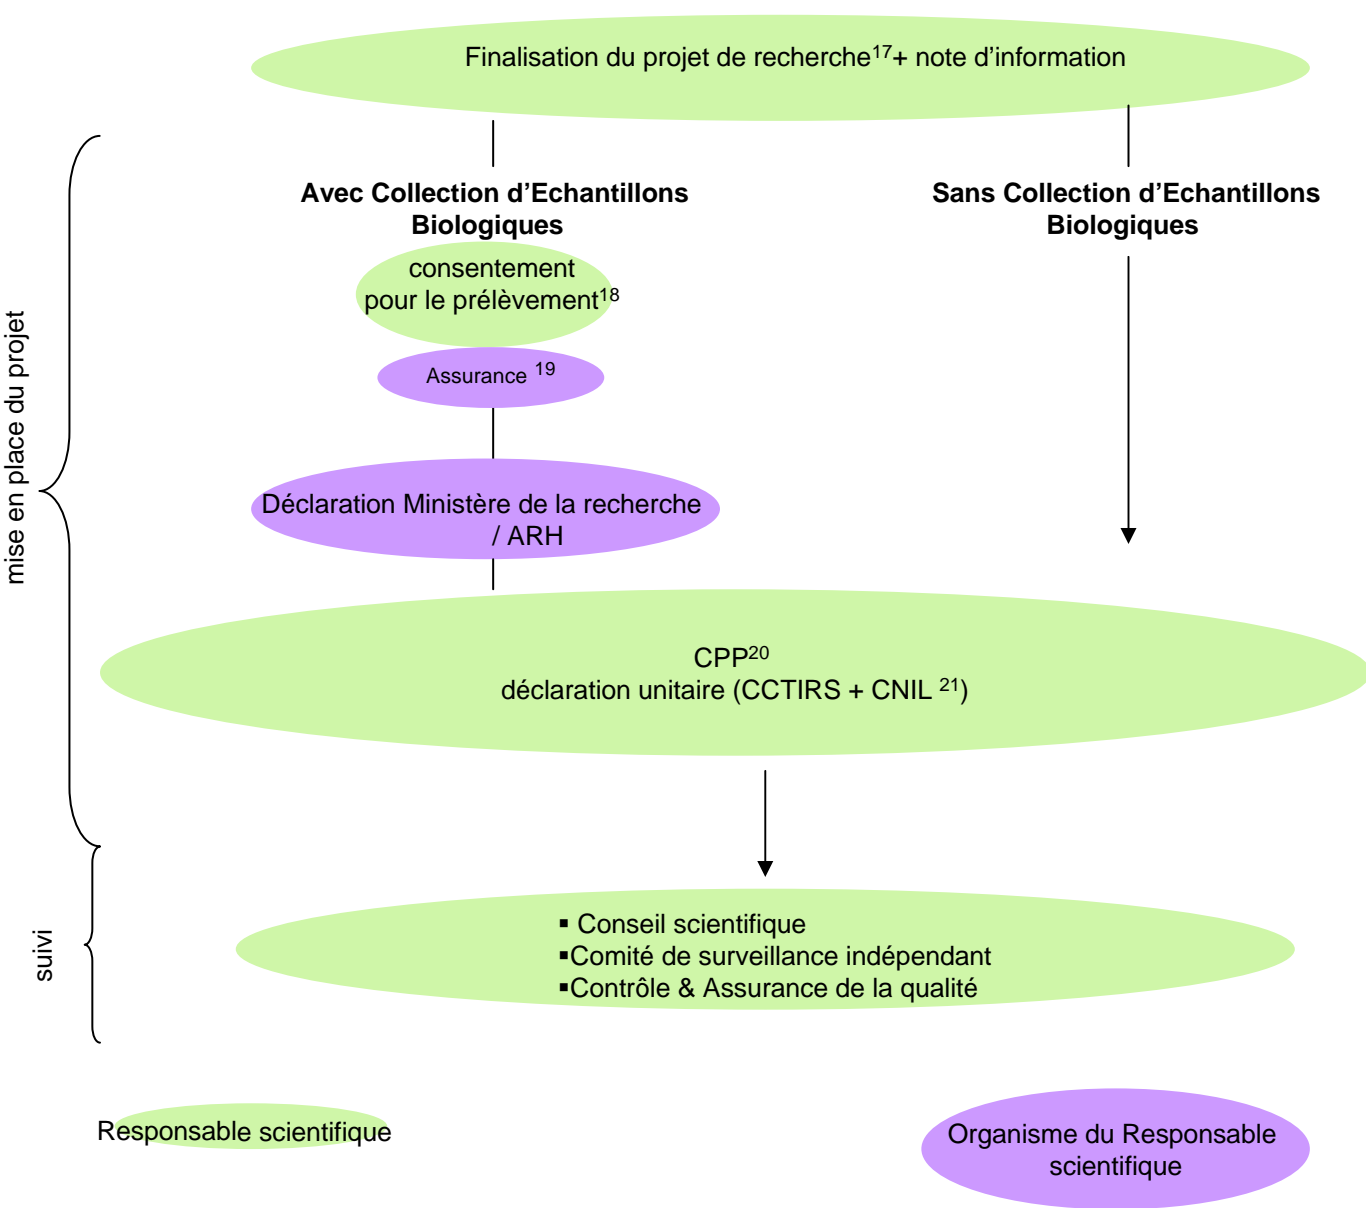 Finalisation du projet de recherche17+ note d'information
Avec Collection d'Echantillons
Biologiques
Sans Collection d'Echantillons
Biologiques
consentement
pour le prélèvement18
Assurance 19
Déclaration Ministère de la recherche
/ ARH
mise en place du projet
CPP20
déclaration unitaire (CCTIRS + CNIL 21)
▪ Conseil scientifique
▪Comité de surveillance indépendant
▪Contrôle & Assurance de la qualité
suivi
Responsable scientifique
Organisme du Responsable
scientifique